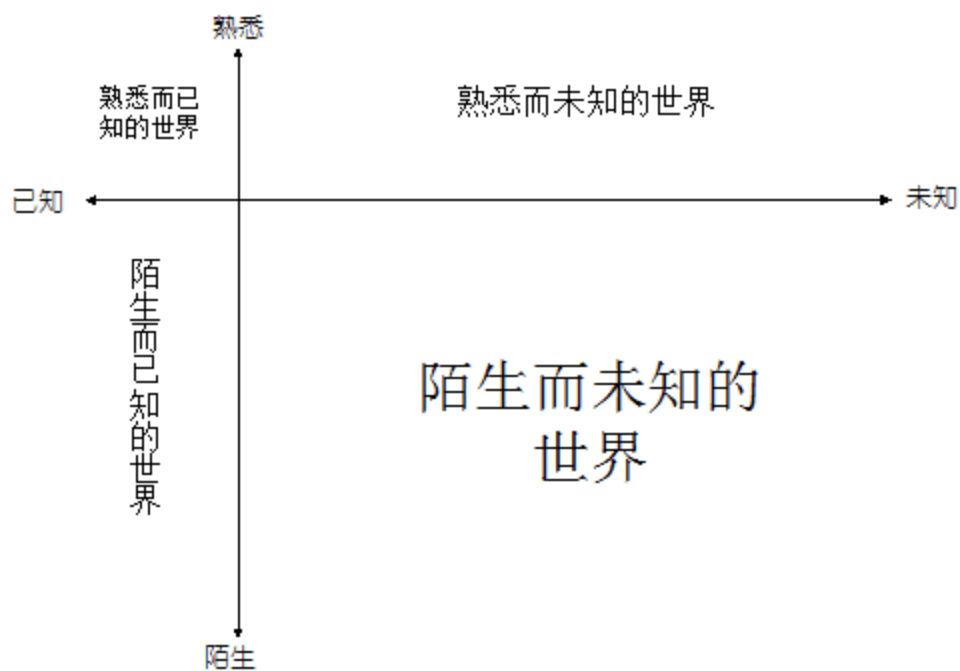 熟悉
熟悉而已
知的世界
熟悉而未知的世界
已知
未知
陌生而已知的世界
陌生而未知的
世界
陌生